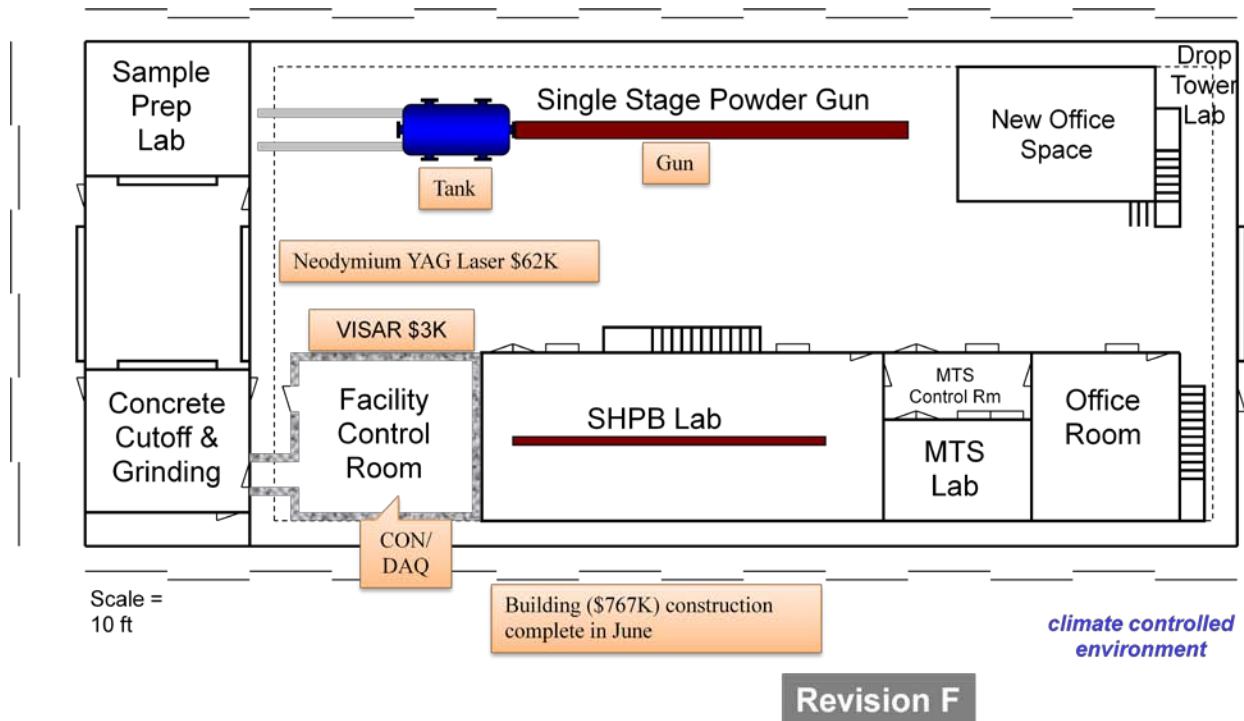 Sample
Prep
Lab
Single Stage Powder Gun
Tank
Gun
New Office
Space
Drop
Tower
Lab
Neodymium YAG Laser $62K
VISAR $3K
Concrete
Cutoff &
Grinding
Facility
Control
Room
SHPB Lab
MTS
Control Rm
MTS
Lab
Office
Room
CON/
DAQ
Scale =
10 ft
Building ($767K) construction
complete in June
climate controlled
environment
Revision F